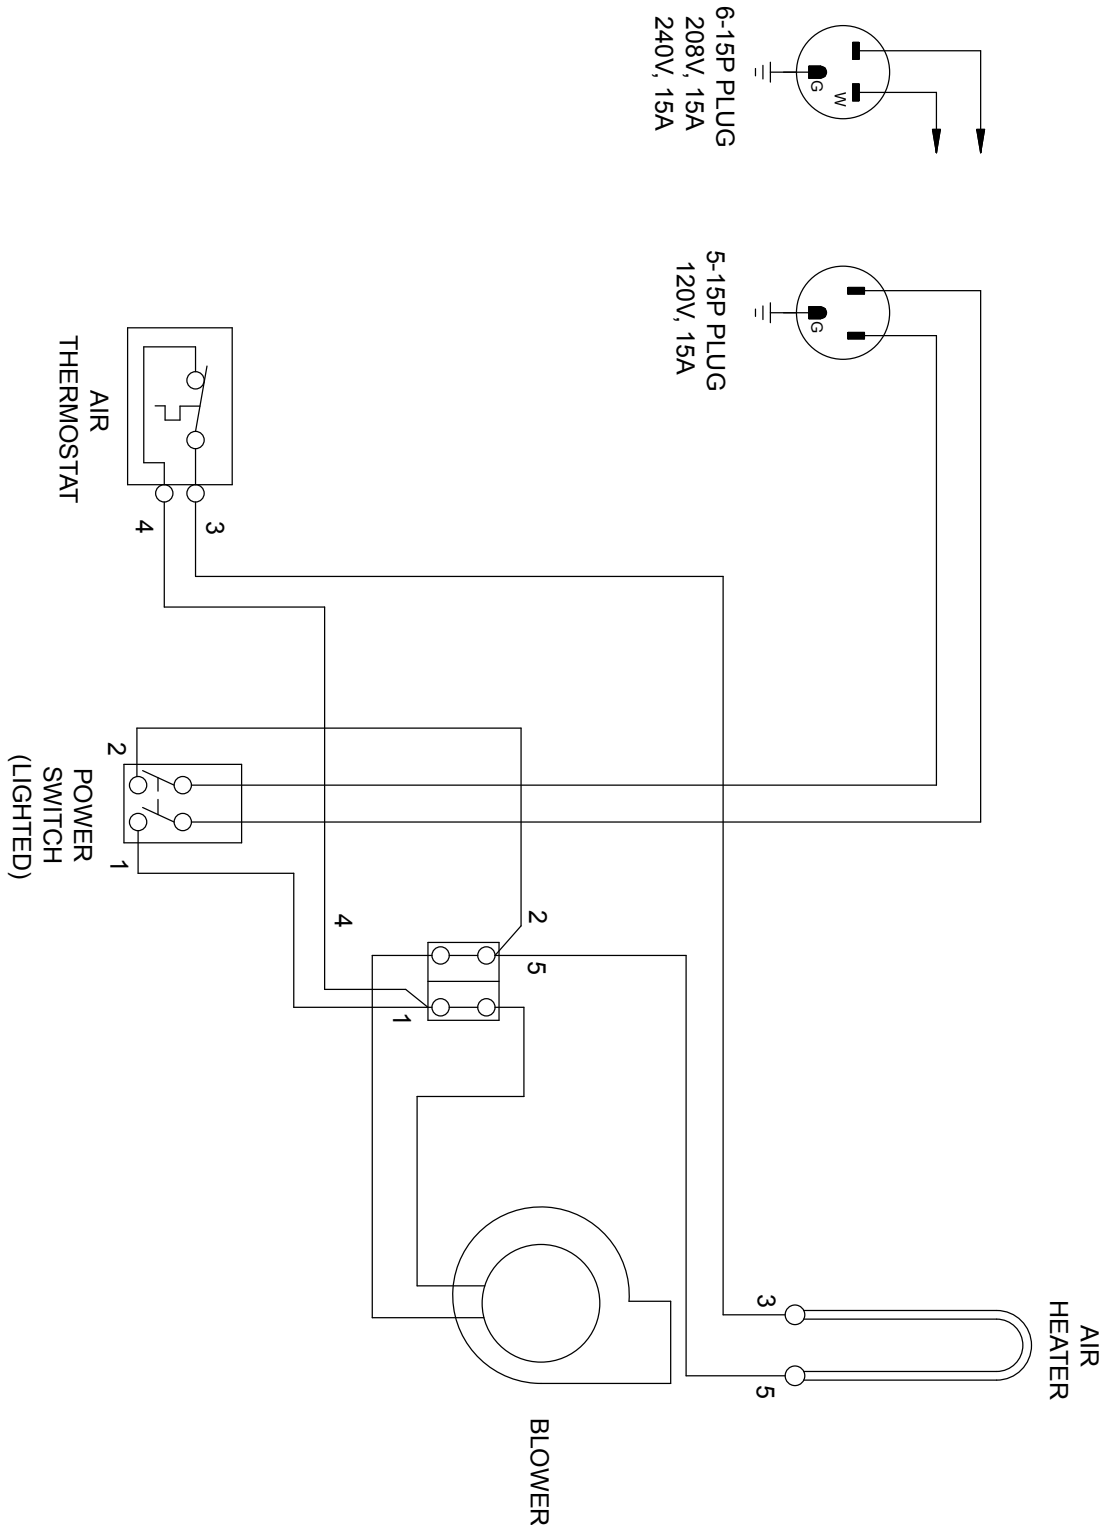 AIR
HEATER
W
G
G
3
5
6-15P PLUG
208V, 15A
240V, 15A
5-15P PLUG
120V, 15A
2
5
BLOWER
1
4
3
4
AIR
THERMOSTAT
2
1
POWER
SWITCH
(LIGHTED)